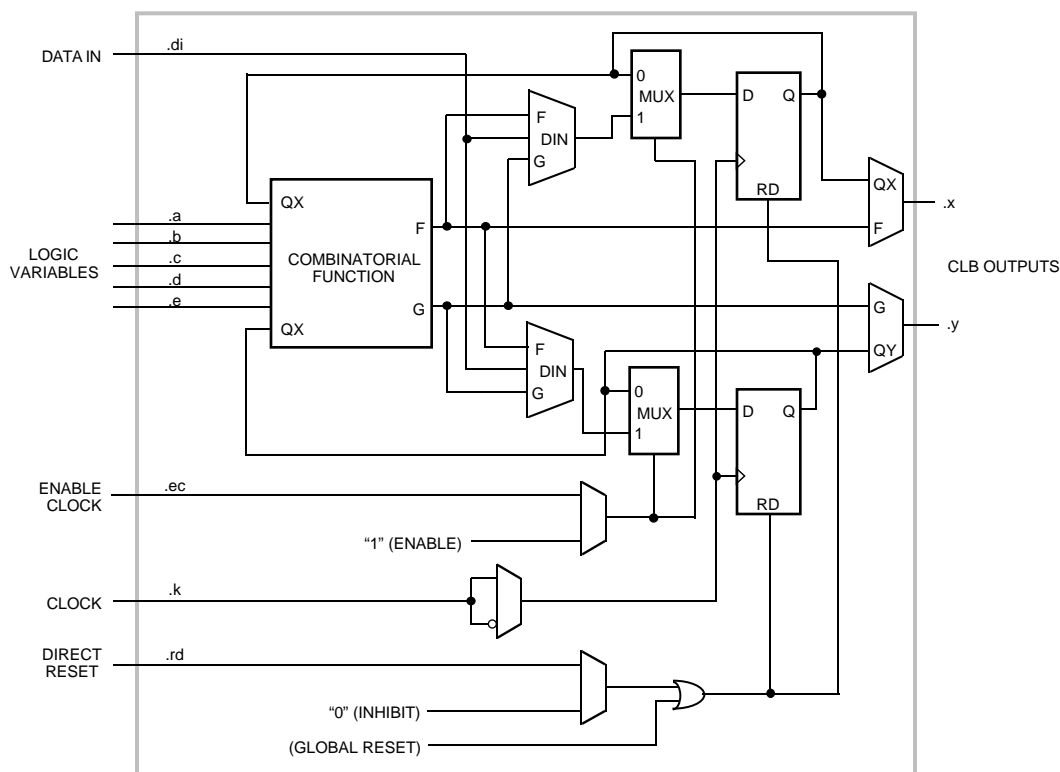 DATA IN
.di
0
MUX
1
D
Q
RD
F
DIN
G
QX
F
.x
QX
.a
.b
.c
.d
.e
LOGIC
VARIABLES
COMBINATORIAL
FUNCTION
F
G
QX
CLB OUTPUTS
G
QY
.y
F
DIN
G
0
MUX
1
D
Q
RD
ENABLE
CLOCK
.ec
“1” (ENABLE)
CLOCK
.k
DIRECT
RESET
.rd
“0” (INHIBIT)
(GLOBAL RESET)